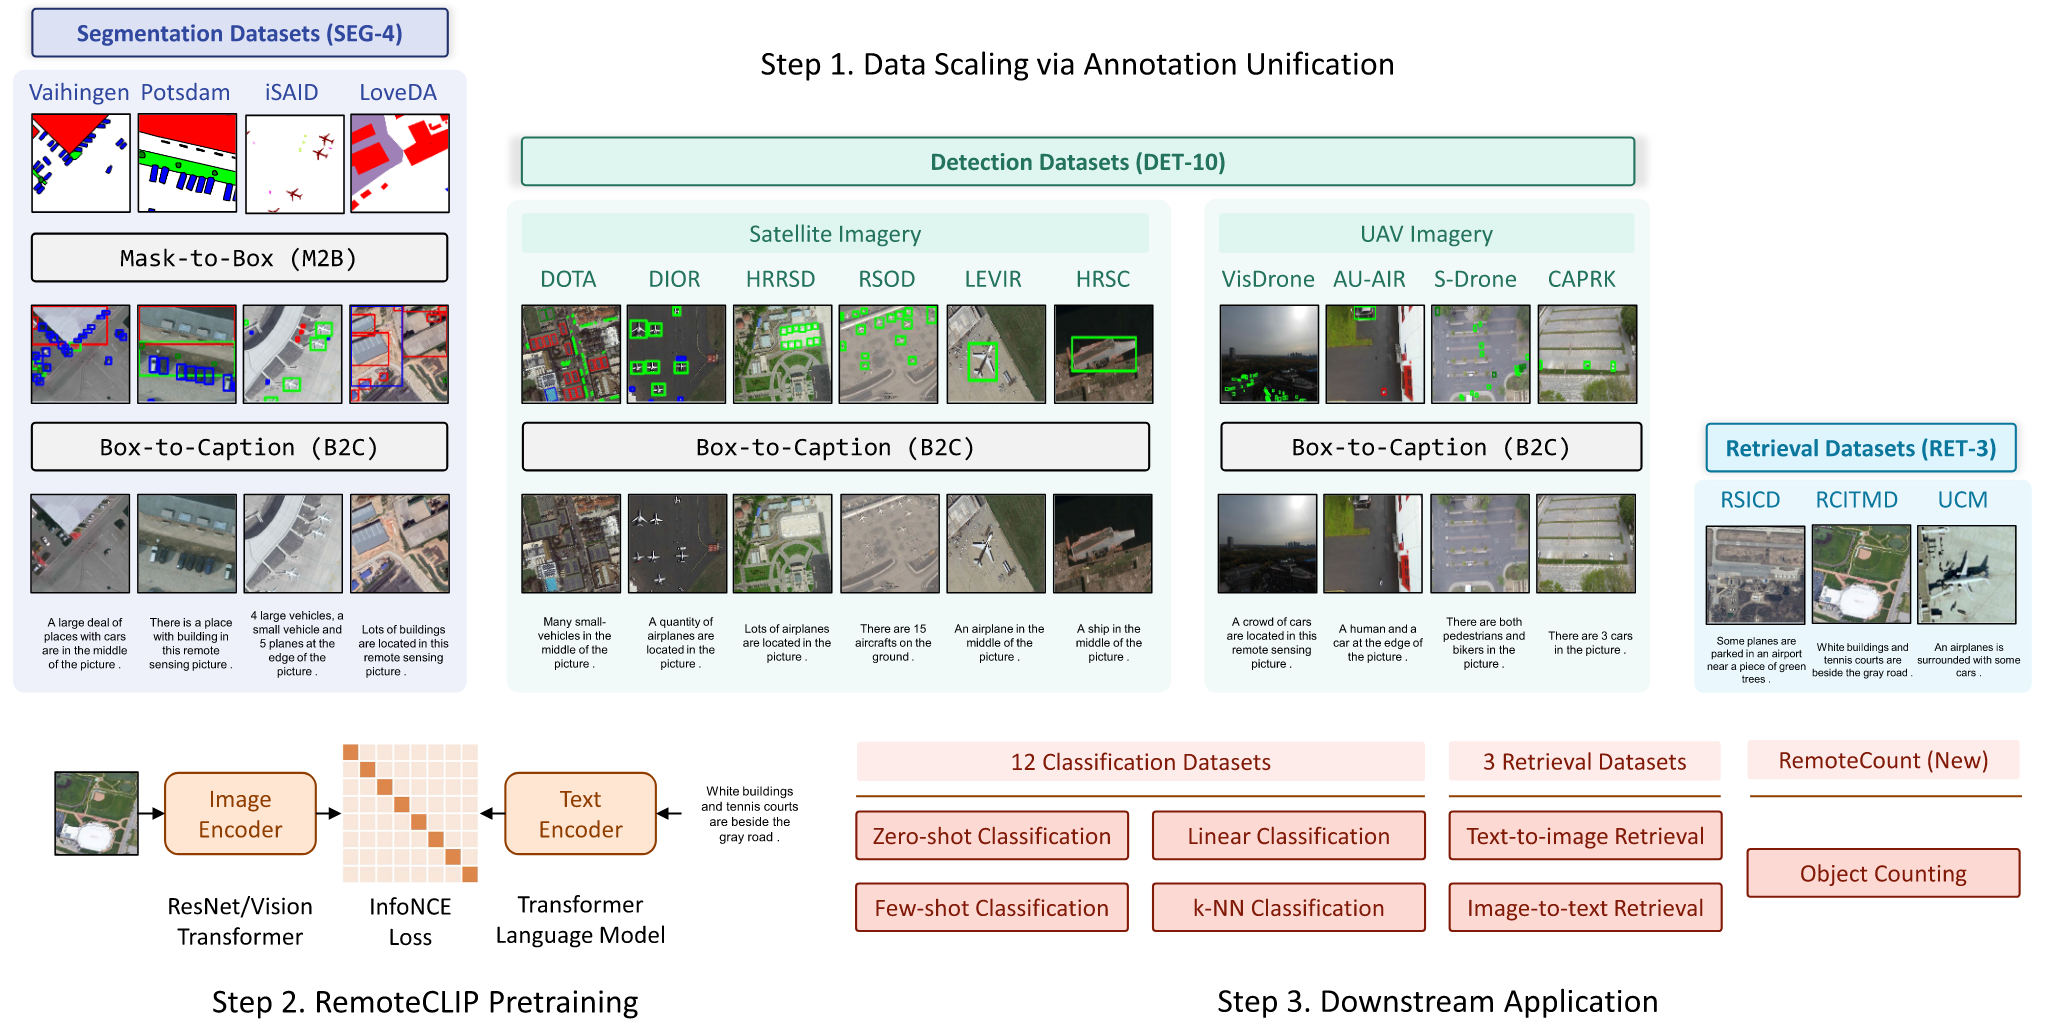 Segmentation Datasets (SEG-4)
Step 1. Data Scaling via Annotation Unification
Vaihingen
Potsdam
iSAID
LoveDA
Mask-to-Box (M2B)
Box-to-Caption (B2C)
A large deal of
places with cars
are in the middle
of the picture .
There is a place
with building in
this remote
sensing picture .
4 large vehicles, a
small vehicle and
5 planes at the
edge of the
picture .
Lots of buildings
are located in this
remote sensing
picture .
Detection Datasets (DET-10)
Satellite Imagery
DOTA
DIOR
HRRSD
RSOD
LEVIR
HRSC
Box-to-Caption (B2C)
Many small-
vehicles in the
middle of the
picture .
A quantity of
airplanes are
located in the
picture .
Lots of airplanes
are located in the
picture .
There are 15
aircrafts on the
ground .
An airplane in the
middle of the
picture .
A ship in the
middle of the
picture .
UAV Imagery
VisDrone
AU-AIR
S-Drone
CAPRK
Box-to-Caption (B2C)
A crowd of cars
are located in this
remote sensing
picture .
A human and a
car at the edge of
the picture .
There are both
pedestrians and
bikers in the
picture .
There are 3 cars
in the picture .
Retrieval Datasets (RET-3)
RSICD
RCITMD
UCM
Some planes are
parked in an airport
near a piece of green
trees .
White buildings and
tennis courts are
beside the gray road .
An airplanes is
surrounded with some
cars .
Image
Encoder
Text
Encoder
White buildings
and tennis courts
are beside the
gray road .
ResNet/Vision
Transformer
InfoNCE
Loss
Transformer
Language Model
Step 2. RemoteCLIP Pretraining
12 Classification Datasets
3 Retrieval Datasets
RemoteCount (New)
Zero-shot Classification
Linear Classification
Text-to-image Retrieval
Object Counting
Few-shot Classification
k-NN Classification
Image-to-text Retrieval
Step 3. Downstream Application